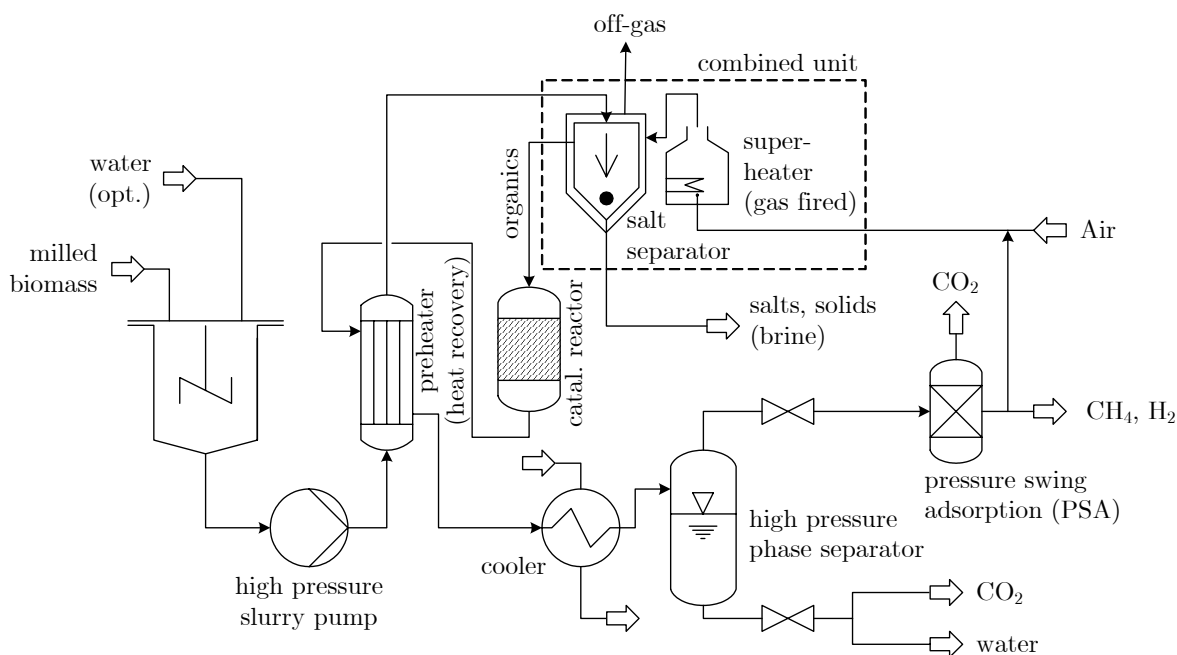 off-gas
combined unit
water
(opt.)
organics
super-
heater
(gas fired)
salt
separator
Air
milled
biomass
preheater
(heat recovery)
catal. reactor
salts, solids
(brine)
CO2
CH4, H2
pressure swing
adsorption (PSA)
high pressure
phase separator
cooler
high pressure
slurry pump
CO2
water